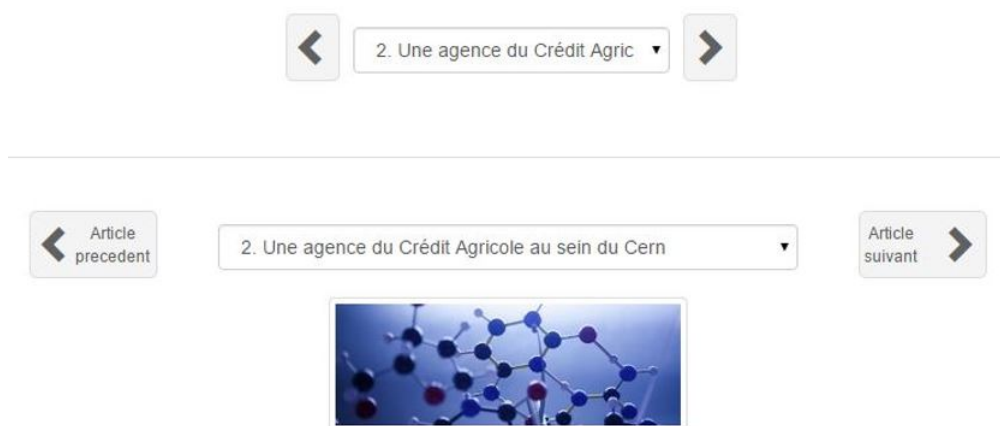 2. Une agence du Crédit Agric
Article
precedent
2. Une agence du Crédit Agricole au sein du Cern
Article
suivant